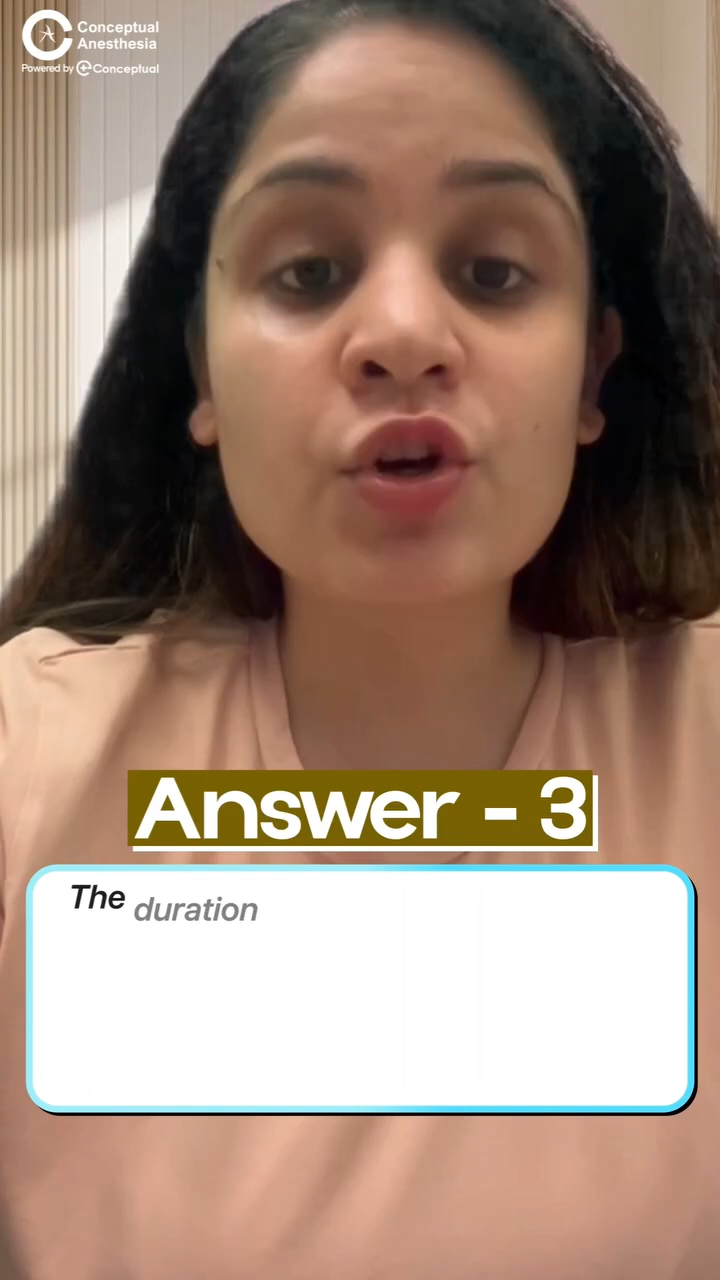 Conceptual
Anesthesia
Powered by Conceptual
Answer - 3
The duration